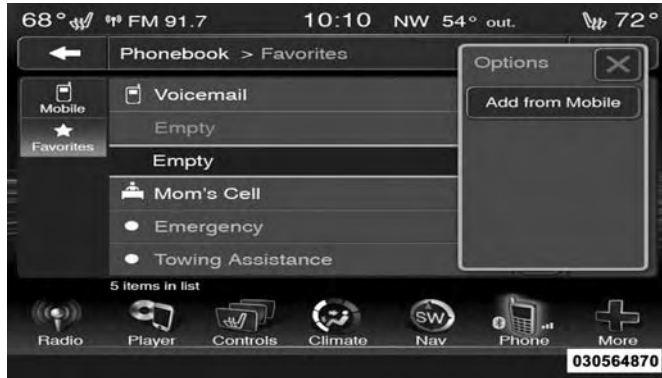 68° FM 91.7 10:10 NW 54° out. 72°
Phonebook > Favorites
Options
Mobile
Voicemail
Add from Mobile
Favorites
Empty
Empty
Mom's Cell
Emergency
Towing Assistance
5 items in list
SW
Radio Player Controls Climate Nav Phone More
030564870